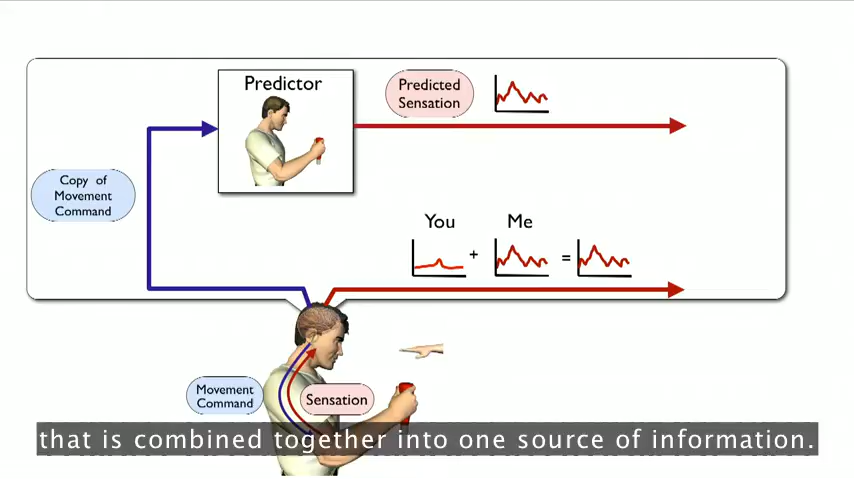 Predictor
Predicted
Sensation
Copy of
Movement
Command
You Me
+ =
Movement
Command
Sensation
that is combined together into one source of information.